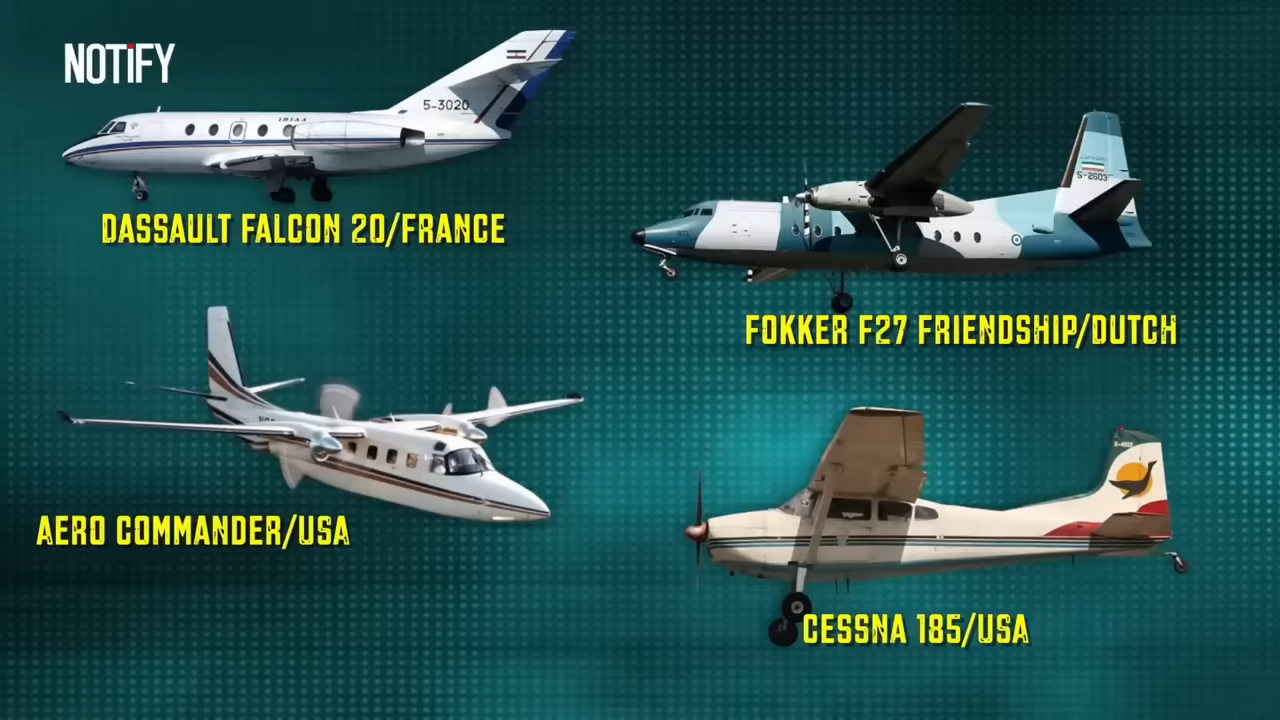 NOTiFY
5-3020
DASSAULT FALCON 20/FRANCE
5-2603
FOKKER F27 FRIENDSHIP/DUTCH
AERO COMMANDER/USA
CESSNA 185/USA